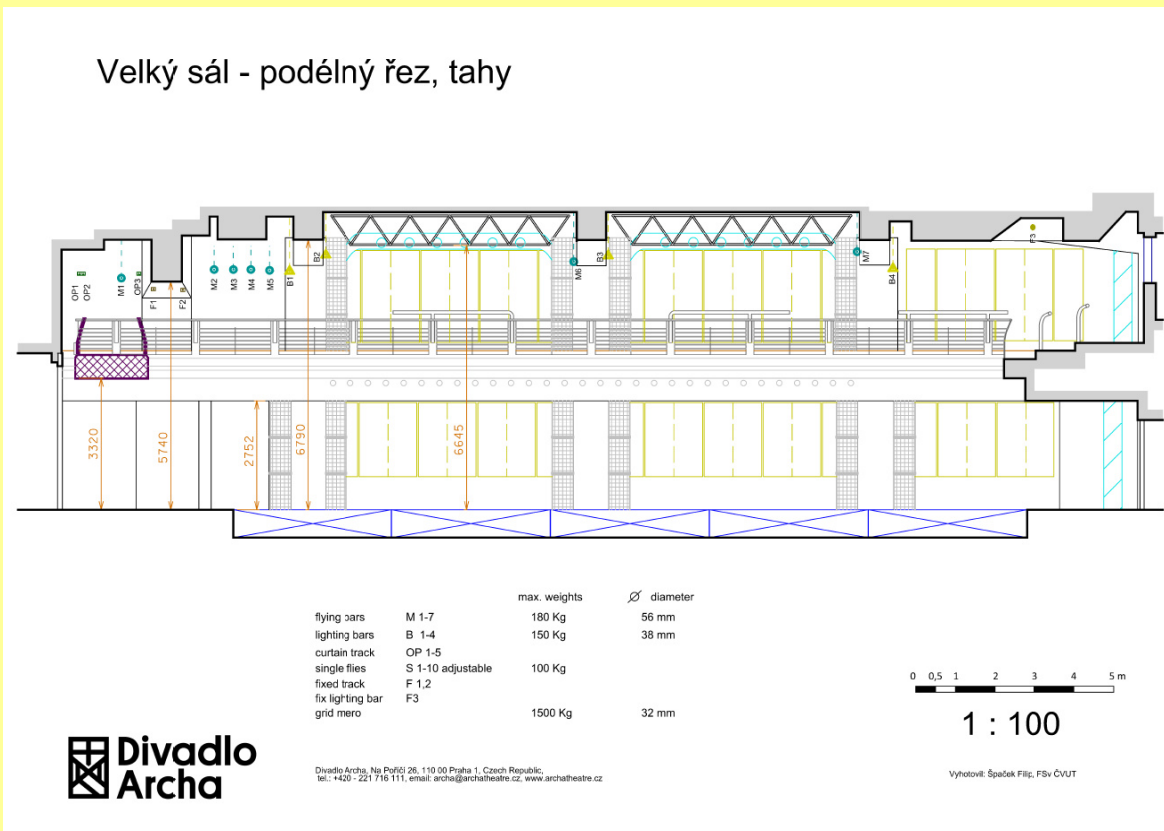 Velký sál - podélný řez, tahy
OP1
OP2
M1
OP3
F1
F2
M2
M3
M4
M5
B1
B2
M6
B3
M7
B4
F3
3320
5740
2752
6790
6645
max. weights ⌀ diameter
flying bars M 1-7 180 Kg 56 mm
lighting bars B 1-4 150 Kg 38 mm
curtain track OP 1-5
single flies S 1-10 adjustable 100 Kg
fixed track F 1,2
fix lighting bar F3
grid mero 1500 Kg 32 mm
0 0,5 1 2 3 4 5 m
1 : 100
Divadlo
Archa
Divadlo Archa, Na Poříčí 26, 110 00 Praha 1, Czech Republic,
tel.: +420 - 221 716 111, email: archa@archatheatre.cz, www.archatheatre.cz
Vyhotovil: Špaček Filip, FSv ČVUT